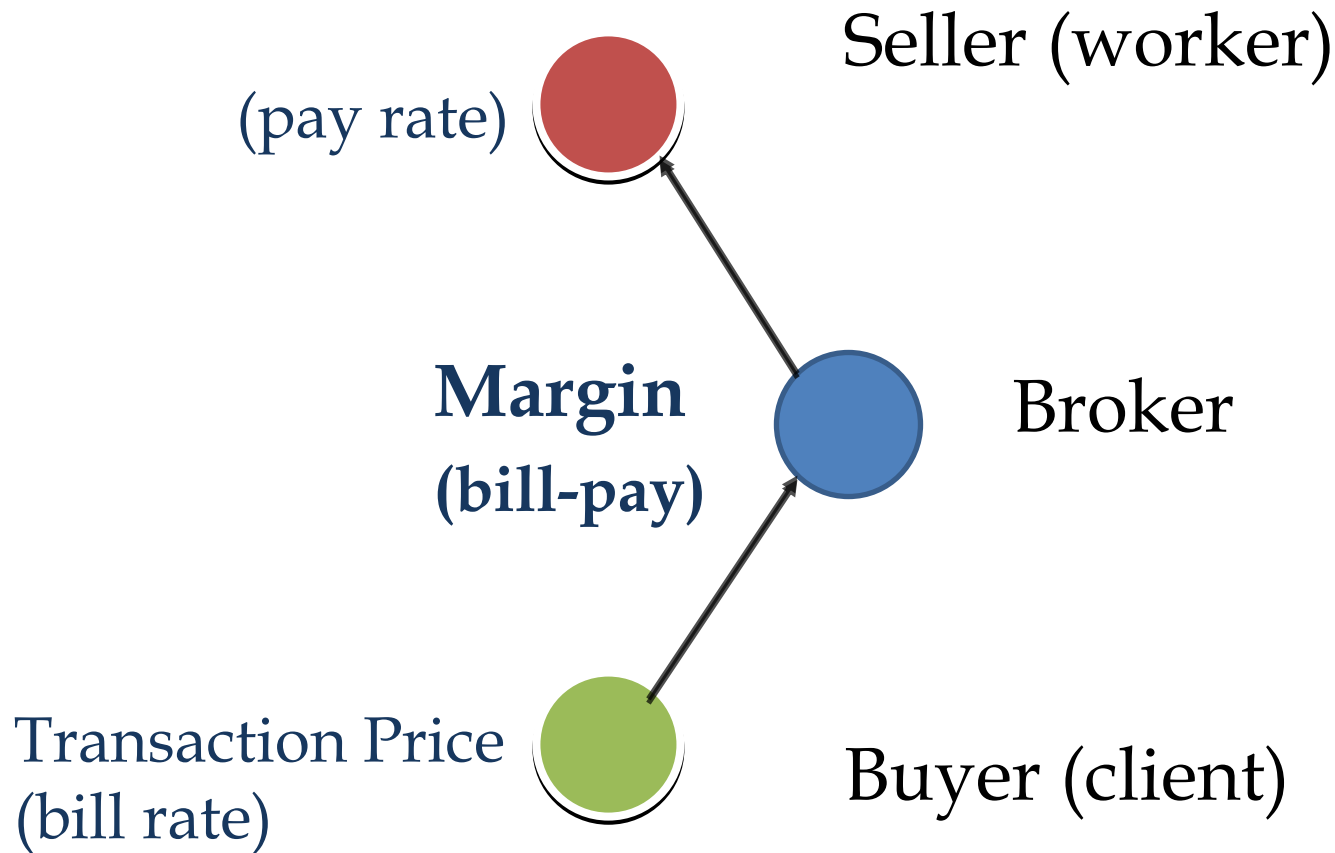 Seller (worker)
(pay rate)
Margin
(bill-pay)
Broker
Transaction Price
(bill rate)
Buyer (client)